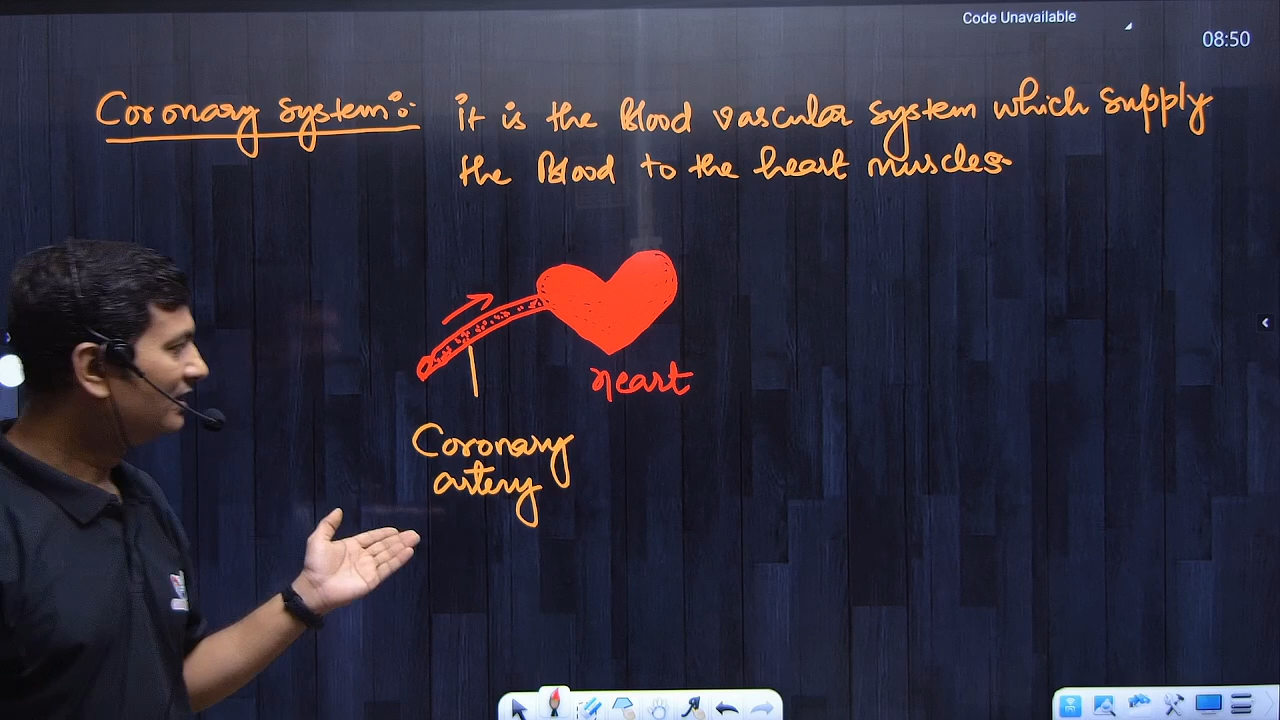 Code Unavailable
08:50
Coronary system:- it is the Blood vascular system which supply
the Blood to the heart muscles.
heart
Coronary
artery